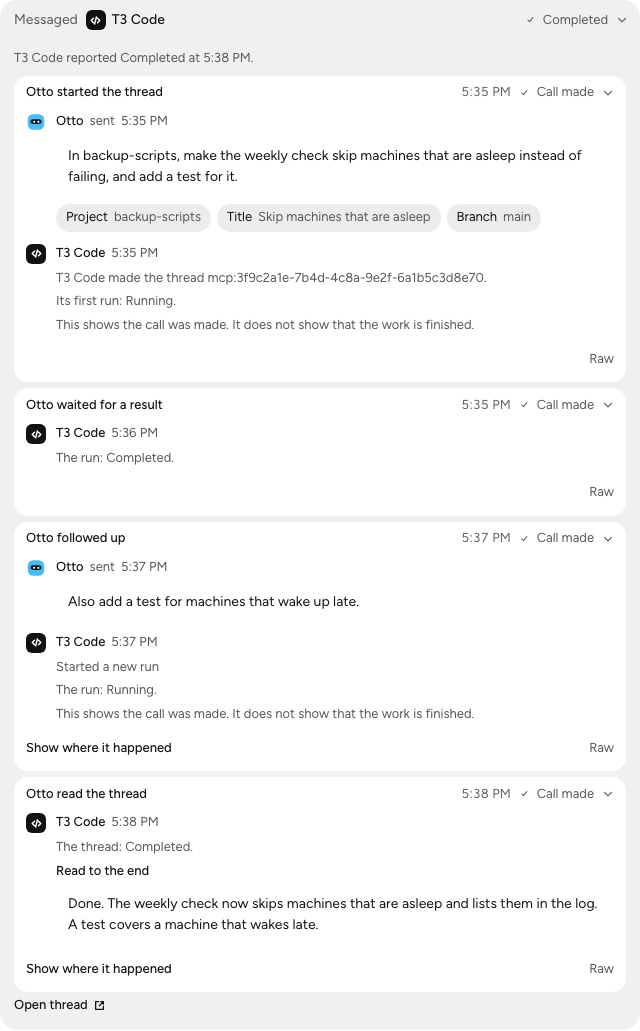 Messaged T3 Code Completed
T3 Code reported Completed at 5:38 PM.
Otto started the thread 5:35 PM Call made
Otto sent 5:35 PM
In backup-scripts, make the weekly check skip machines that are asleep instead of
failing, and add a test for it.
Project backup-scripts Title Skip machines that are asleep Branch main
T3 Code 5:35 PM
T3 Code made the thread mcp:3f9c2a1e-7b4d-4c8a-9e2f-6a1b5c3d8e70.
Its first run: Running.
This shows the call was made. It does not show that the work is finished.
Raw
Otto waited for a result 5:35 PM Call made
T3 Code 5:36 PM
The run: Completed.
Raw
Otto followed up 5:37 PM Call made
Otto sent 5:37 PM
Also add a test for machines that wake up late.
T3 Code 5:37 PM
Started a new run
The run: Running.
This shows the call was made. It does not show that the work is finished.
Show where it happened Raw
Otto read the thread 5:38 PM Call made
T3 Code 5:38 PM
The thread: Completed.
Read to the end
Done. The weekly check now skips machines that are asleep and lists them in the log.
A test covers a machine that wakes late.
Show where it happened Raw
Open thread